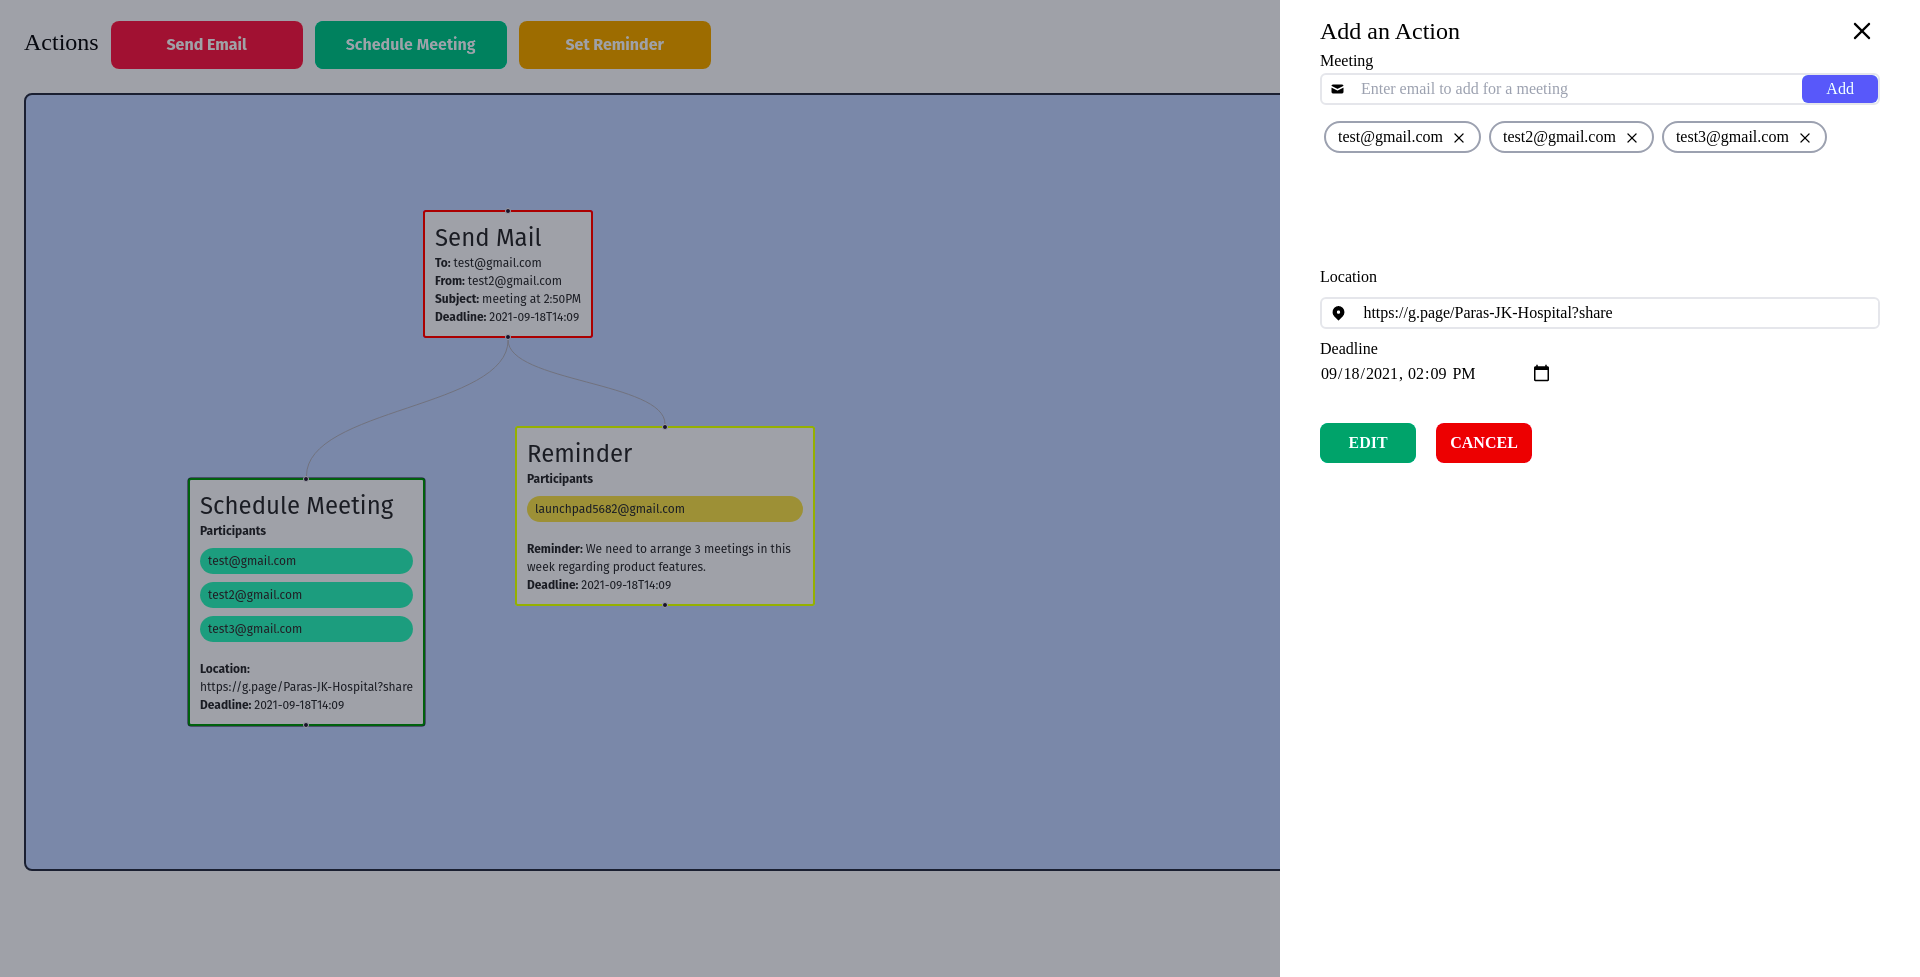 Actions
Send Email
Schedule Meeting
Set Reminder
Send Mail
To: test@gmail.com
From: test2@gmail.com
Subject: meeting at 2:50PM
Deadline: 2021-09-18T14:09
Reminder
Participants
launchpad5682@gmail.com
Reminder: We need to arrange 3 meetings in this
week regarding product features.
Deadline: 2021-09-18T14:09
Schedule Meeting
Participants
test@gmail.com
test2@gmail.com
test3@gmail.com
Location:
https://g.page/Paras-JK-Hospital?share
Deadline: 2021-09-18T14:09
Add an Action
Meeting
Enter email to add for a meeting
Add
test@gmail.com
test2@gmail.com
test3@gmail.com
Location
https://g.page/Paras-JK-Hospital?share
Deadline
09/18/2021, 02:09 PM
EDIT
CANCEL